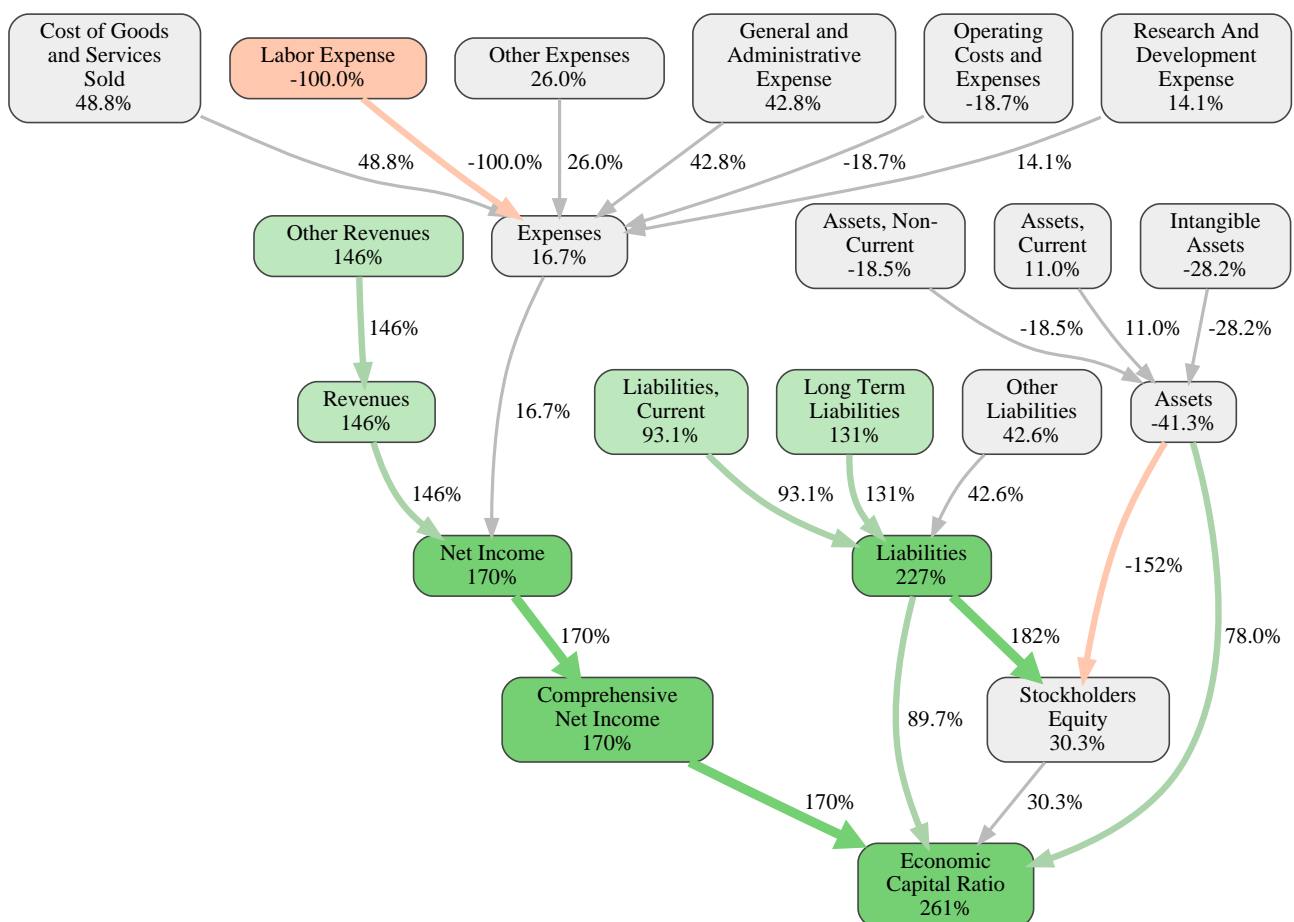 Cost of Goods
and Services
Sold
48.8%
Labor Expense
-100.0%
Other Expenses
26.0%
General and
Administrative
Expense
42.8%
Operating
Costs and
Expenses
-18.7%
Research And
Development
Expense
14.1%
48.8%
-100.0%
26.0%
42.8%
-18.7%
14.1%
Other Revenues
146%
Expenses
16.7%
Assets, Non-
Current
-18.5%
Assets,
Current
11.0%
Intangible
Assets
-28.2%
146%
-18.5%
11.0%
-28.2%
Revenues
146%
16.7%
Liabilities,
Current
93.1%
Long Term
Liabilities
131%
Other
Liabilities
42.6%
Assets
-41.3%
146%
93.1%
131%
42.6%
Net Income
170%
Liabilities
227%
-152%
170%
182%
78.0%
Comprehensive
Net Income
170%
89.7%
Stockholders
Equity
30.3%
170%
30.3%
Economic
Capital Ratio
261%